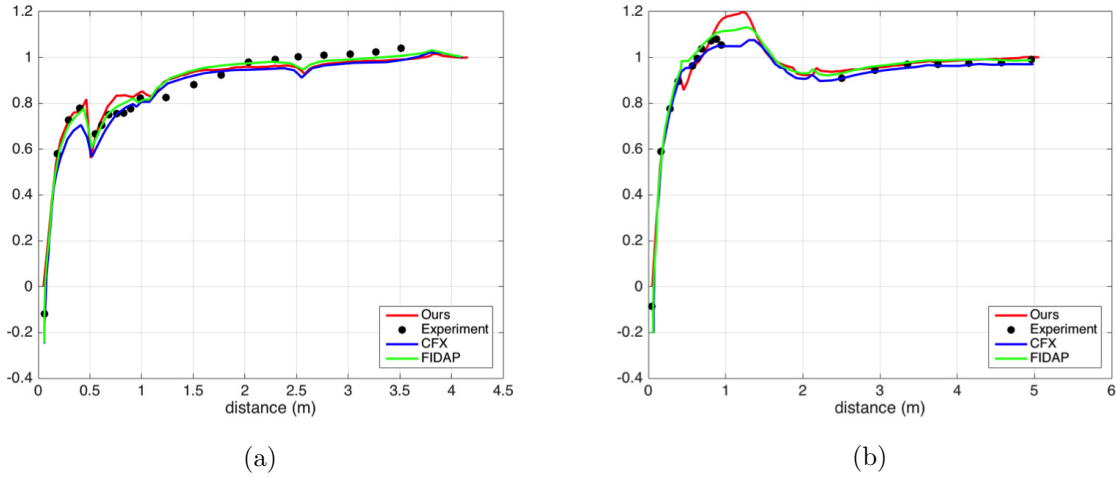 1.2
1
0.8
0.6
0.4
0.2
0
-0.2
-0.4
0 0.5 1 1.5 2 2.5 3 3.5 4 4.5
distance (m)
Ours
Experiment
CFX
FIDAP
(a)
1.2
1
0.8
0.6
0.4
0.2
0
-0.2
-0.4
0 1 2 3 4 5 6
distance (m)
Ours
Experiment
CFX
FIDAP
(b)